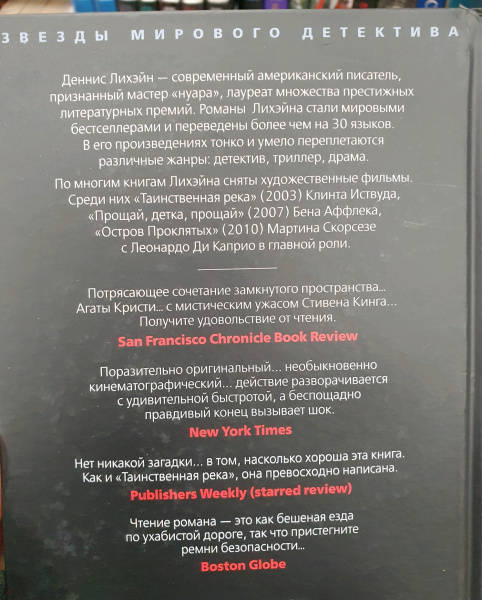 ЗВЕЗДЫ МИРОВОГО ДЕТЕКТИВА
Деннис Лихэйн — современный американский писатель,
признанный мастер «нуара», лауреат множества престижных
литературных премий. Романы Лихэйна стали мировыми
бестселлерами и переведены более чем на 30 языков.
В его произведениях тонко и умело переплетаются
различные жанры: детектив, триллер, драма.
По многим книгам Лихэйна сняты художественные фильмы.
Среди них «Таинственная река» (2003) Клинта Иствуда,
«Прощай, детка, прощай» (2007) Бена Аффлека,
«Остров Проклятых» (2010) Мартина Скорсезе
с Леонардо Ди Каприо в главной роли.
Потрясающее сочетание замкнутого пространства...
Агаты Кристи... с мистическим ужасом Стивена Кинга...
Получите удовольствие от чтения.
San Francisco Chronicle Book Review
Поразительно оригинальный... необыкновенно
кинематографический... действие разворачивается
с удивительной быстротой, а беспощадно
правдивый конец вызывает шок.
New York Times
Нет никакой загадки... в том, насколько хороша эта книга.
Как и «Таинственная река», она превосходно написана.
Publishers Weekly (starred review)
Чтение романа — это как бешеная езда
по ухабистой дороге, так что пристегните
ремни безопасности...
Boston Globe